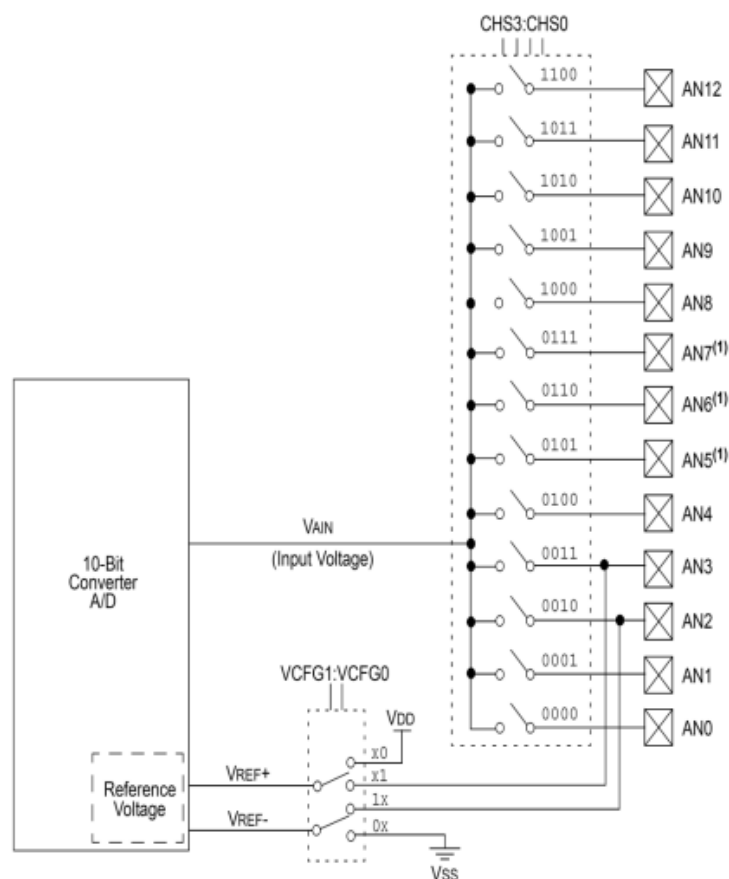 CHS3:CHS0
1100 AN12
1011 AN11
1010 AN10
1001 AN9
1000 AN8
0111 AN7(1)
0110 AN6(1)
0101 AN5(1)
0100 AN4
VAIN
(Input Voltage)
0011 AN3
10-Bit
Converter
A/D
0010 AN2
0001 AN1
VCFG1:VCFG0
0000 AN0
VDD
x0
Reference
Voltage
VREF+
x1
1x
VREF-
0x
VSS